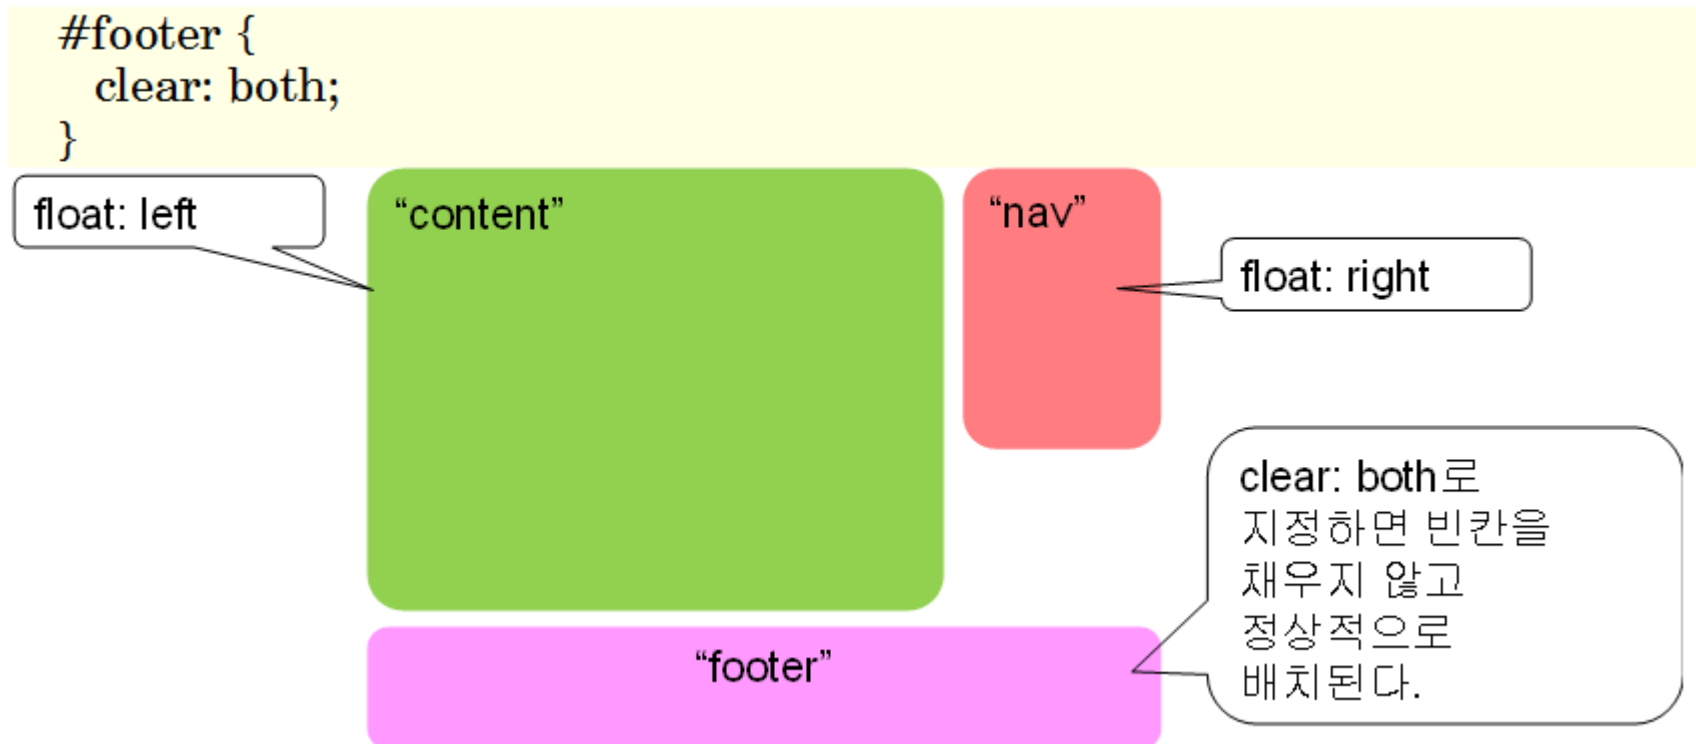 #footer {
clear: both;
}
float: left
“content”
“nav”
float: right
clear: both로
지정하면 빈칸을
채우지 않고
정상적으로
배치된다.
“footer”